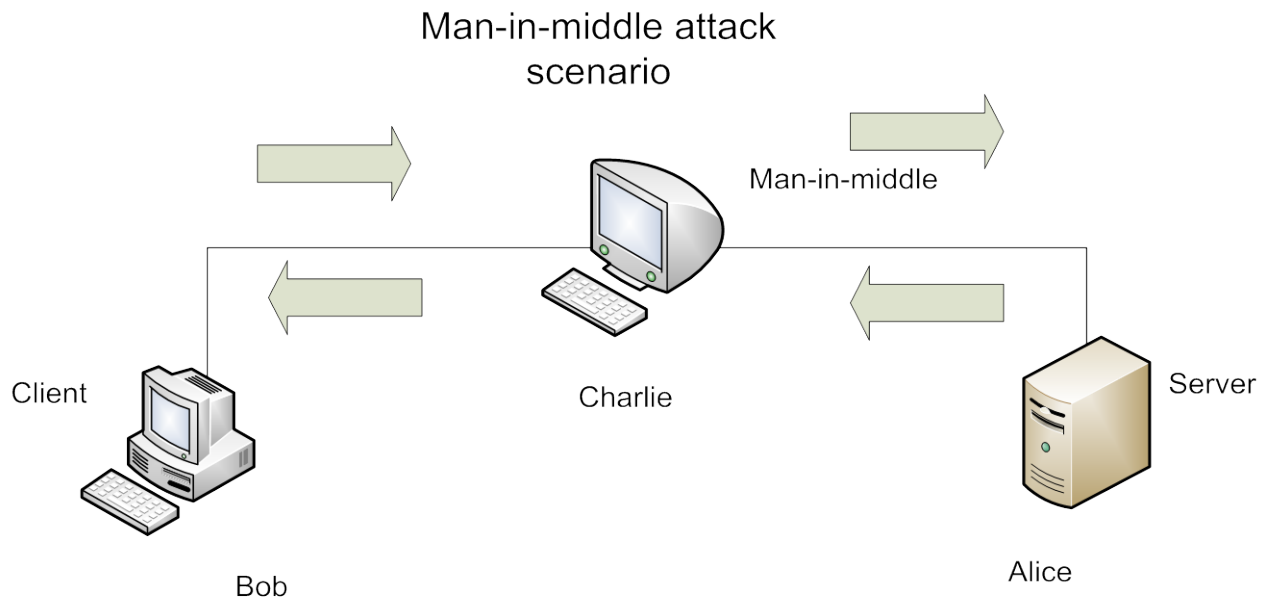 Man-in-middle attack
scenario
Man-in-middle
Client
Charlie
Server
Bob
Alice